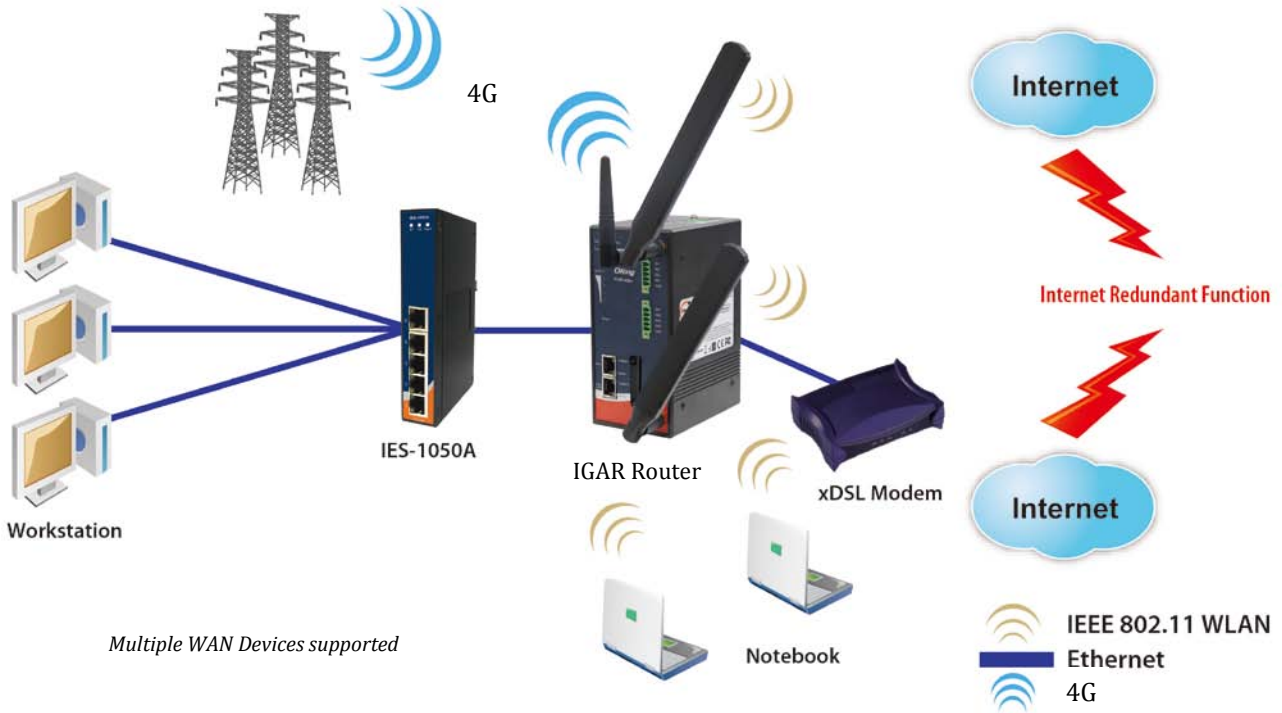 4G
Internet
Internet Redundant Function
IES-1050A
IGAR Router
xDSL Modem
Internet
Workstation
Notebook
Multiple WAN Devices supported
IEEE 802.11 WLAN
Ethernet
4G